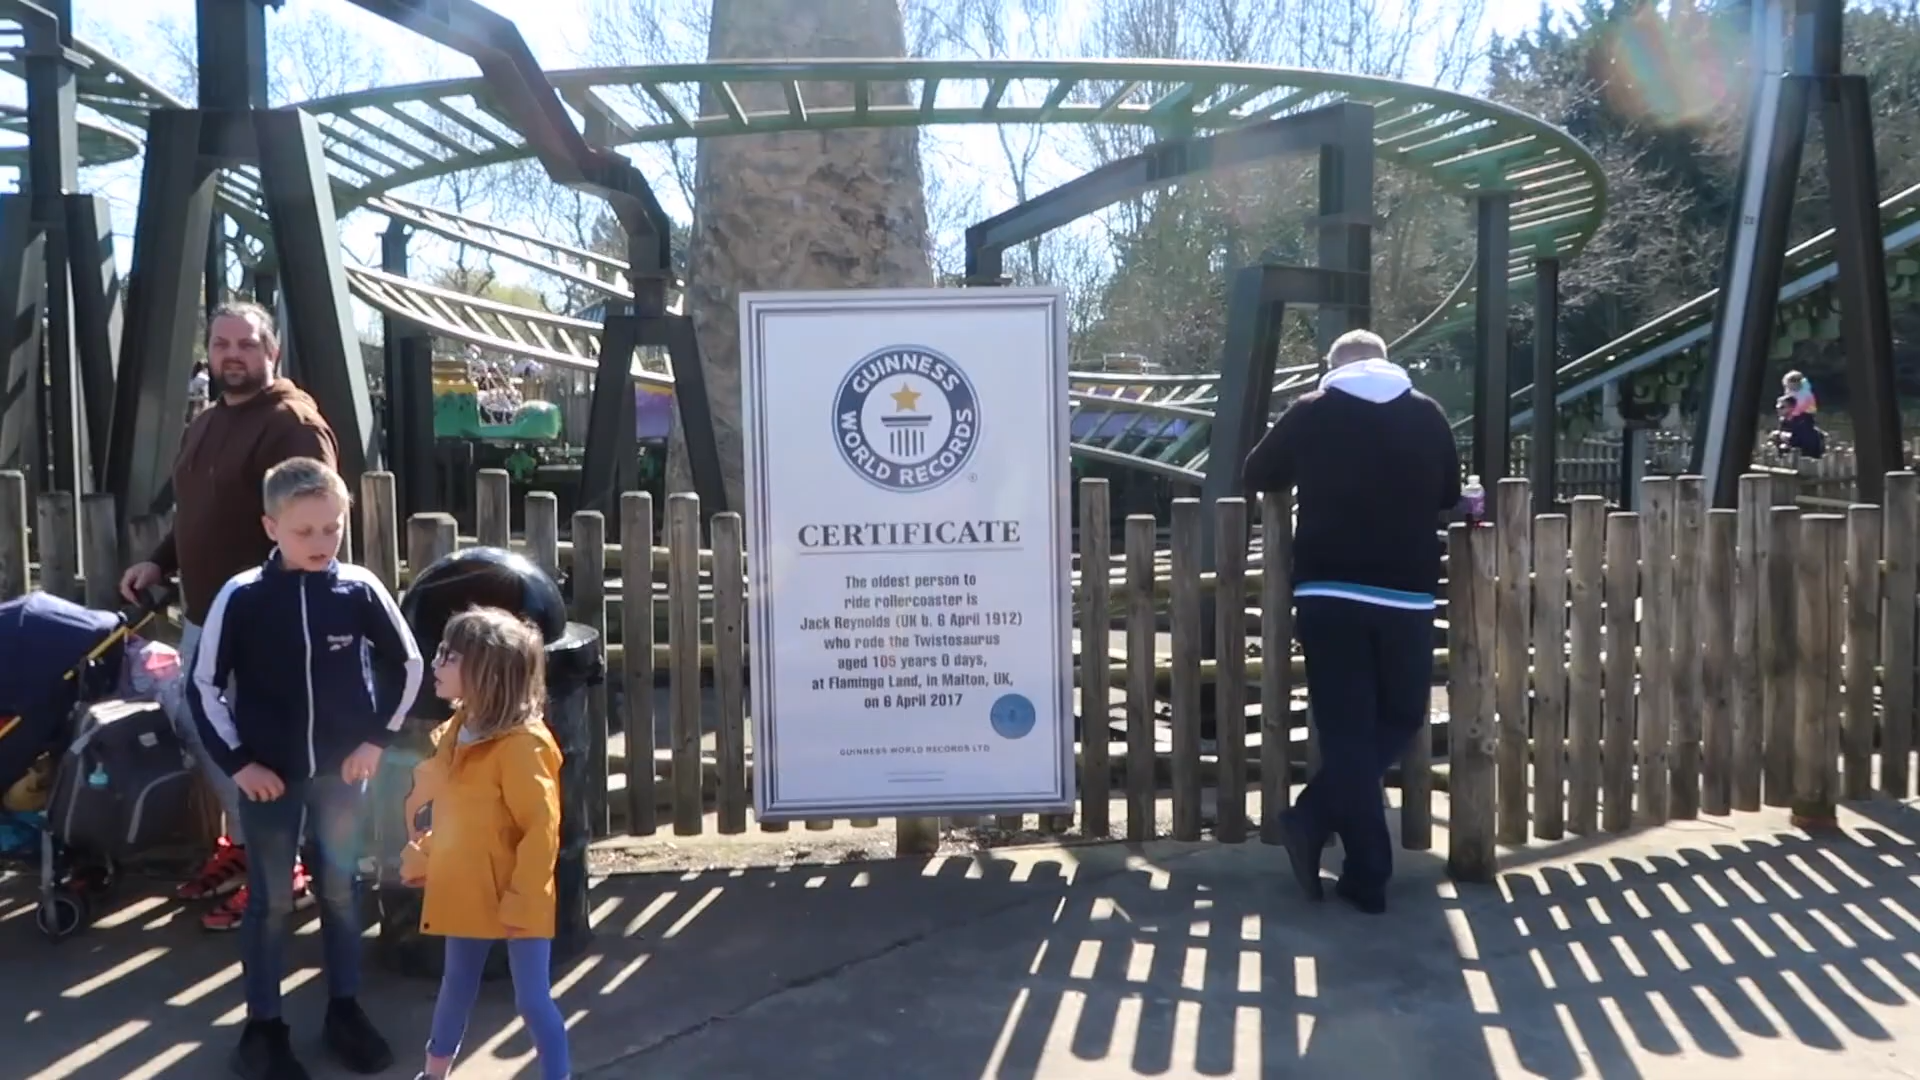 GUINNESS
WORLD RECORDS
®
CERTIFICATE
The oldest person to
ride rollercoaster is
Jack Reynolds (UK b. 6 April 1912)
who rode the Twistosaurus
aged 105 years 0 days,
at Flamingo Land, in Malton, UK,
on 6 April 2017
GUINNESS WORLD RECORDS LTD